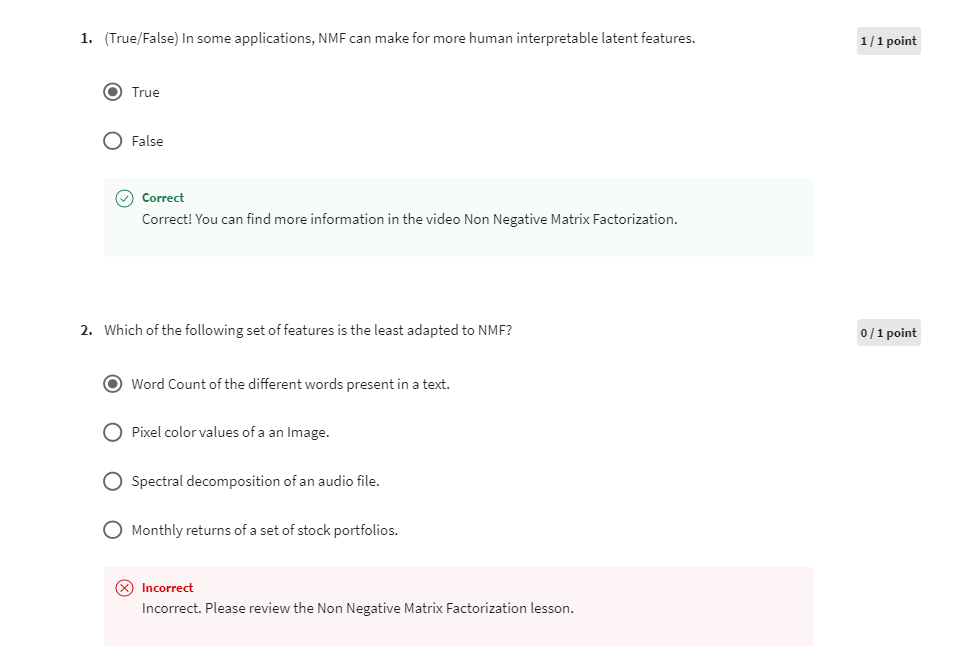 1. (True/False) In some applications, NMF can make for more human interpretable latent features.
1 / 1 point
True
False
Correct
Correct! You can find more information in the video Non Negative Matrix Factorization.
2. Which of the following set of features is the least adapted to NMF?
0 / 1 point
Word Count of the different words present in a text.
Pixel color values of a an Image.
Spectral decomposition of an audio file.
Monthly returns of a set of stock portfolios.
Incorrect
Incorrect. Please review the Non Negative Matrix Factorization lesson.